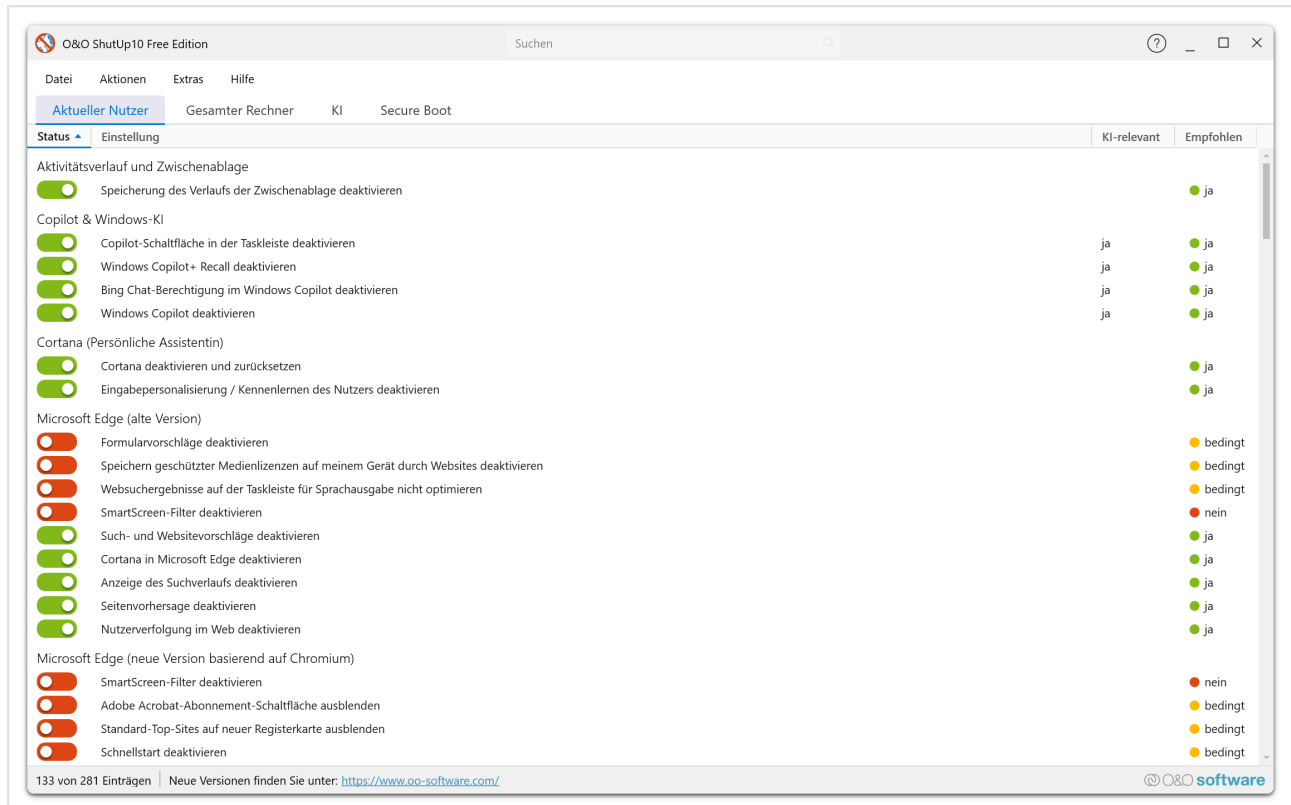 O&O ShutUp10 Free Edition
Suchen
?
Datei Aktionen Extras Hilfe
Aktueller Nutzer Gesamter Rechner KI Secure Boot
Status Einstellung KI-relevant Empfohlen
Aktivitätsverlauf und Zwischenablage
Speicherung des Verlaufs der Zwischenablage deaktivieren ja
Copilot & Windows-KI
Copilot-Schaltfläche in der Taskleiste deaktivieren ja ja
Windows Copilot+ Recall deaktivieren ja ja
Bing Chat-Berechtigung im Windows Copilot deaktivieren ja ja
Windows Copilot deaktivieren ja ja
Cortana (Persönliche Assistentin)
Cortana deaktivieren und zurücksetzen ja
Eingabepersonalisierung / Kennenlernen des Nutzers deaktivieren ja
Microsoft Edge (alte Version)
Formularvorschläge deaktivieren bedingt
Speichern geschützter Medienlizenzen auf meinem Gerät durch Websites deaktivieren bedingt
Websuchergebnisse auf der Taskleiste für Sprachausgabe nicht optimieren bedingt
SmartScreen-Filter deaktivieren nein
Such- und Websitevorschläge deaktivieren ja
Cortana in Microsoft Edge deaktivieren ja
Anzeige des Suchverlaufs deaktivieren ja
Seitenvorhersage deaktivieren ja
Nutzerverfolgung im Web deaktivieren ja
Microsoft Edge (neue Version basierend auf Chromium)
SmartScreen-Filter deaktivieren nein
Adobe Acrobat-Abonnement-Schaltfläche ausblenden bedingt
Standard-Top-Sites auf neuer Registerkarte ausblenden bedingt
Schnellstart deaktivieren bedingt
133 von 281 Einträgen Neue Versionen finden Sie unter: https://www.oo-software.com/ O&O software